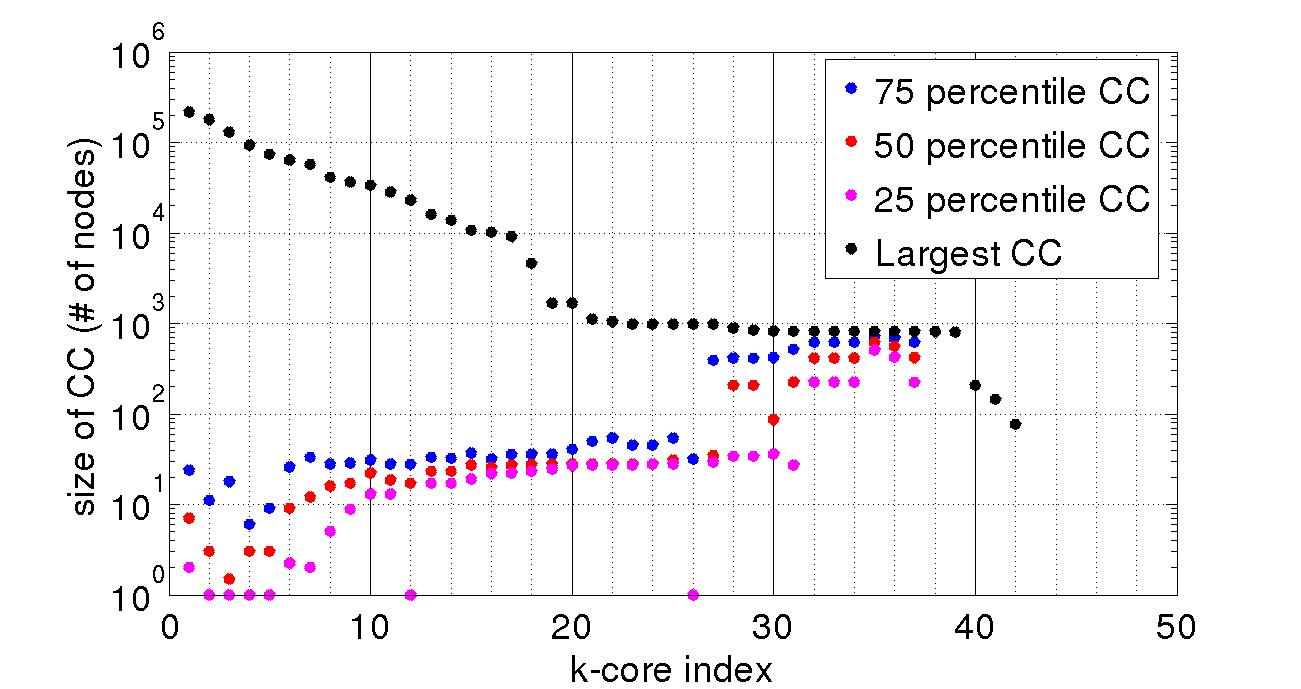 10^6
10^5
10^4
10^3
10^2
10^1
10^0
size of CC (# of nodes)
75 percentile CC
50 percentile CC
25 percentile CC
Largest CC
0 10 20 30 40 50
k-core index